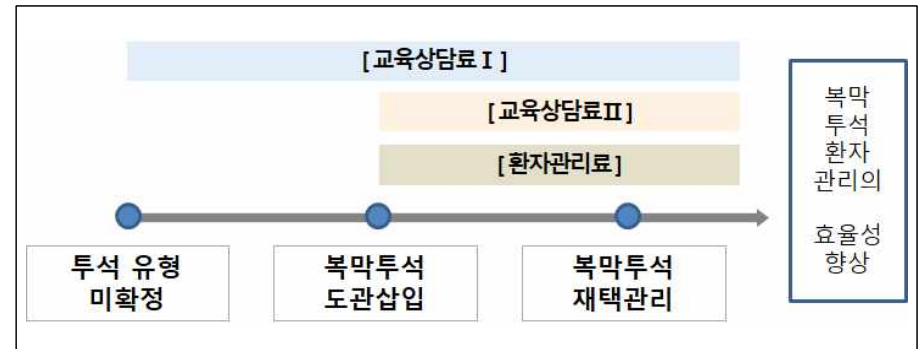 [교육상담료Ⅰ]
[교육상담료Ⅱ]
[환자관리료]
투석 유형
미확정
복막투석
도관삽입
복막투석
재택관리
복막
투석
환자
관리의
효율성
향상